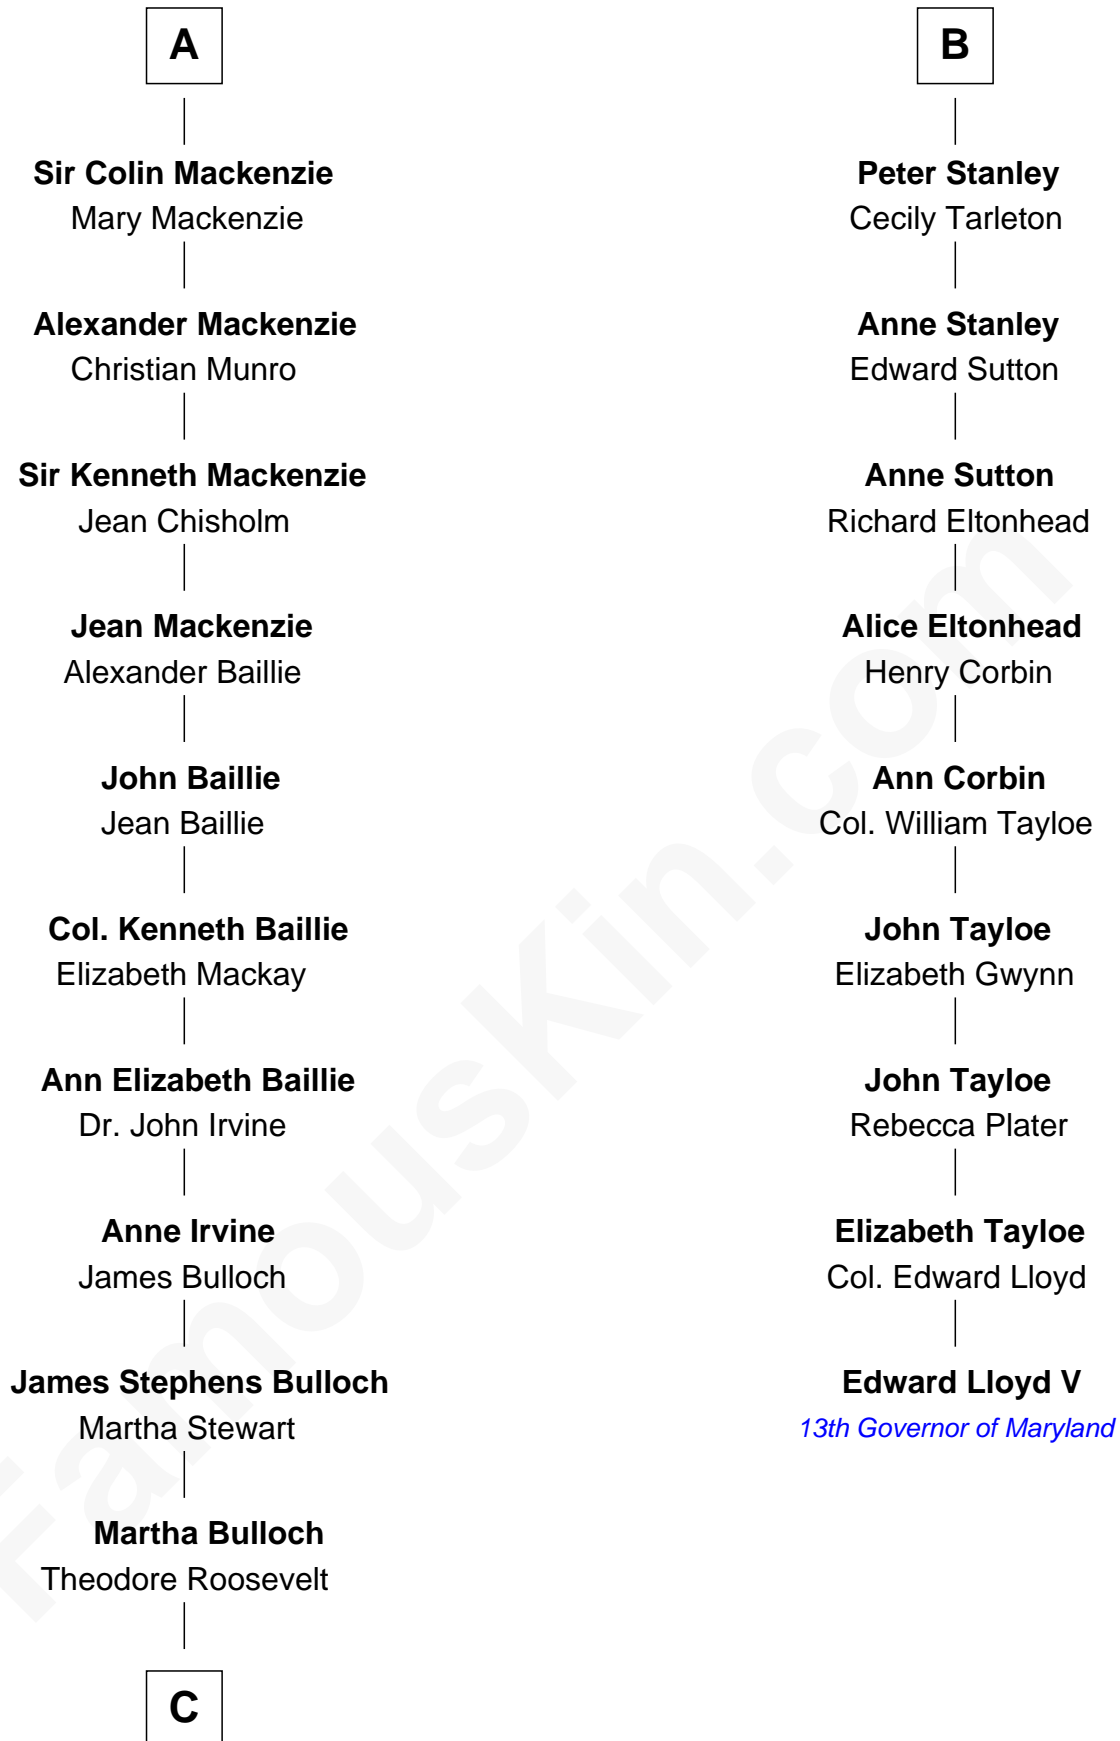 A
Sir Colin Mackenzie
Mary Mackenzie
Alexander Mackenzie
Christian Munro
Sir Kenneth Mackenzie
Jean Chisholm
Jean Mackenzie
Alexander Baillie
John Baillie
Jean Baillie
Col. Kenneth Baillie
Elizabeth Mackay
Ann Elizabeth Baillie
Dr. John Irvine
Anne Irvine
James Bulloch
James Stephens Bulloch
Martha Stewart
Martha Bulloch
Theodore Roosevelt
C
B
Peter Stanley
Cecily Tarleton
Anne Stanley
Edward Sutton
Anne Sutton
Richard Eltonhead
Alice Eltonhead
Henry Corbin
Ann Corbin
Col. William Tayloe
John Tayloe
Elizabeth Gwynn
John Tayloe
Rebecca Plater
Elizabeth Tayloe
Col. Edward Lloyd
Edward Lloyd V
13th Governor of Maryland
FamousKin.com